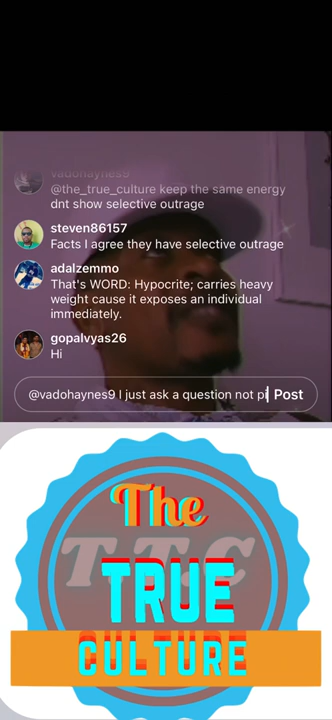 vadohaynes9
@the_true_culture keep the same energy
dnt show selective outrage
steven86157
Facts I agree they have selective outrage
adalzemmo
That's WORD: Hypocrite; carries heavy
weight cause it exposes an individual
immediately.
gopalvyas26
Hi
@vadohaynes9 I just ask a question not pi Post
The
T.T.C
TRUE
CULTURE